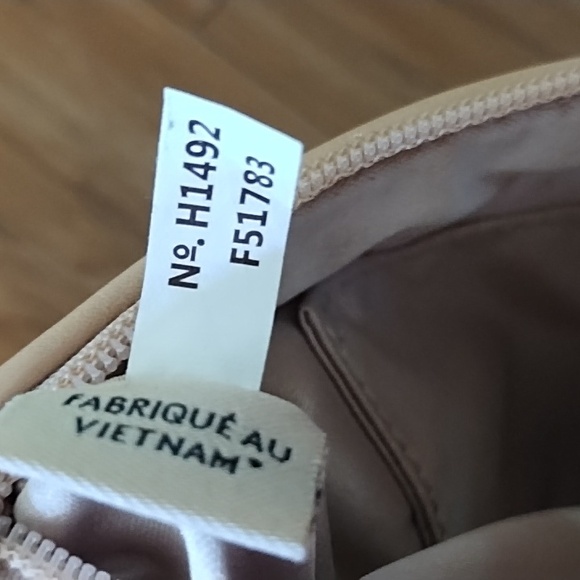 Nº. H1492
F51783
FABRIQUÉ AU
VIETNAM